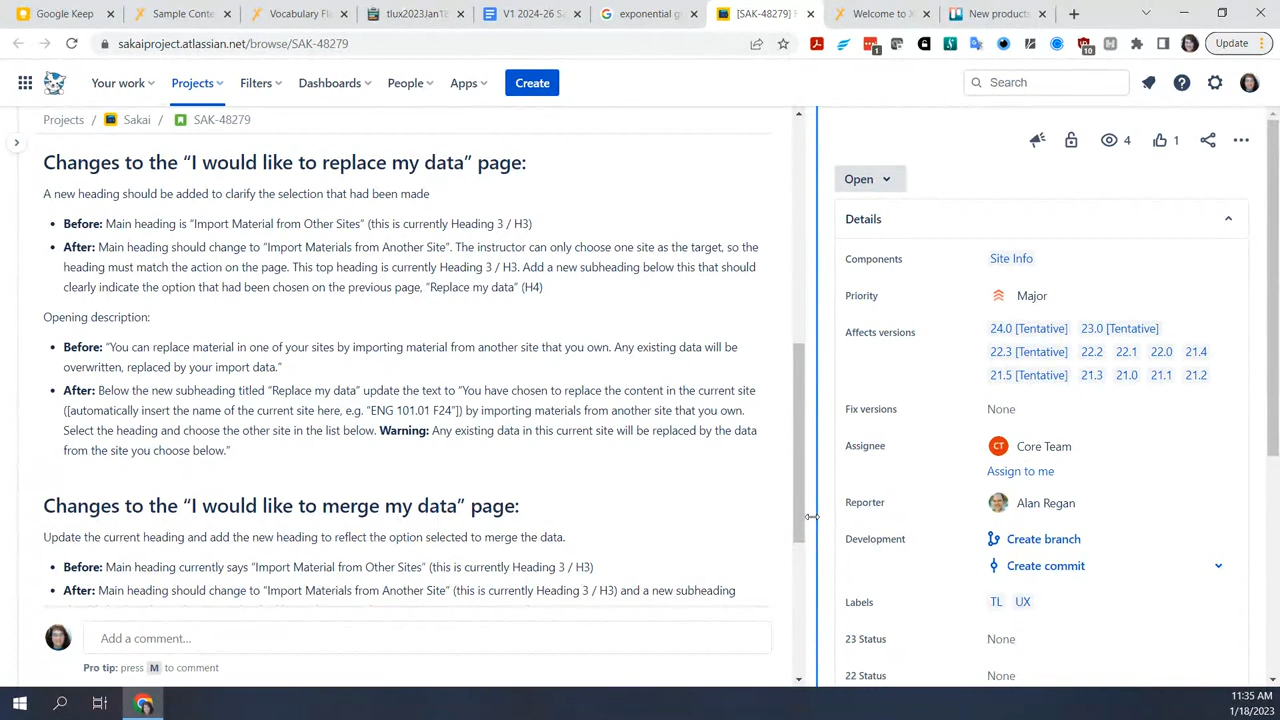 Google Keep
Sample Conte
Vocabulary Fl
tlux2023Jan18
V1 2024-26 Sa
exponential g
[SAK-48279]
Welcome to X
New products
sakaiproject.atlassian.net/browse/SAK-48279
1
10
Update
Your work
Projects
Filters
Dashboards
People
Apps
Create
Search
Projects / Sakai / SAK-48279
Changes to the “I would like to replace my data” page:
A new heading should be added to clarify the selection that had been made
• Before: Main heading is “Import Material from Other Sites” (this is currently Heading 3 / H3)
• After: Main heading should change to “Import Materials from Another Site”. The instructor can only choose one site as the target, so the
heading must match the action on the page. This top heading is currently Heading 3 / H3. Add a new subheading below this that should
clearly indicate the option that had been chosen on the previous page, “Replace my data” (H4)
Opening description:
• Before: “You can replace material in one of your sites by importing material from another site that you own. Any existing data will be
overwritten, replaced by your import data.”
• After: Below the new subheading titled “Replace my data” update the text to “You have chosen to replace the content in the current site
([automatically insert the name of the current site here, e.g. “ENG 101.01 F24”]) by importing materials from another site that you own.
Select the heading and choose the other site in the list below. Warning: Any existing data in this current site will be replaced by the data
from the site you choose below.”
Changes to the “I would like to merge my data” page:
Update the current heading and add the new heading to reflect the option selected to merge the data.
• Before: Main heading currently says “Import Material from Other Sites” (this is currently Heading 3 / H3)
• After: Main heading should change to “Import Materials from Another Site” (this is currently Heading 3 / H3) and a new subheading
Add a comment...
Pro tip: press M to comment
4
1
Open
Details
Components Site Info
Priority Major
Affects versions 24.0 [Tentative] 23.0 [Tentative]
22.3 [Tentative] 22.2 22.1 22.0 21.4
21.5 [Tentative] 21.3 21.0 21.1 21.2
Fix versions None
Assignee CT Core Team
Assign to me
Reporter Alan Regan
Development Create branch
Create commit
Labels TL UX
23 Status None
22 Status None
11:35 AM
1/18/2023